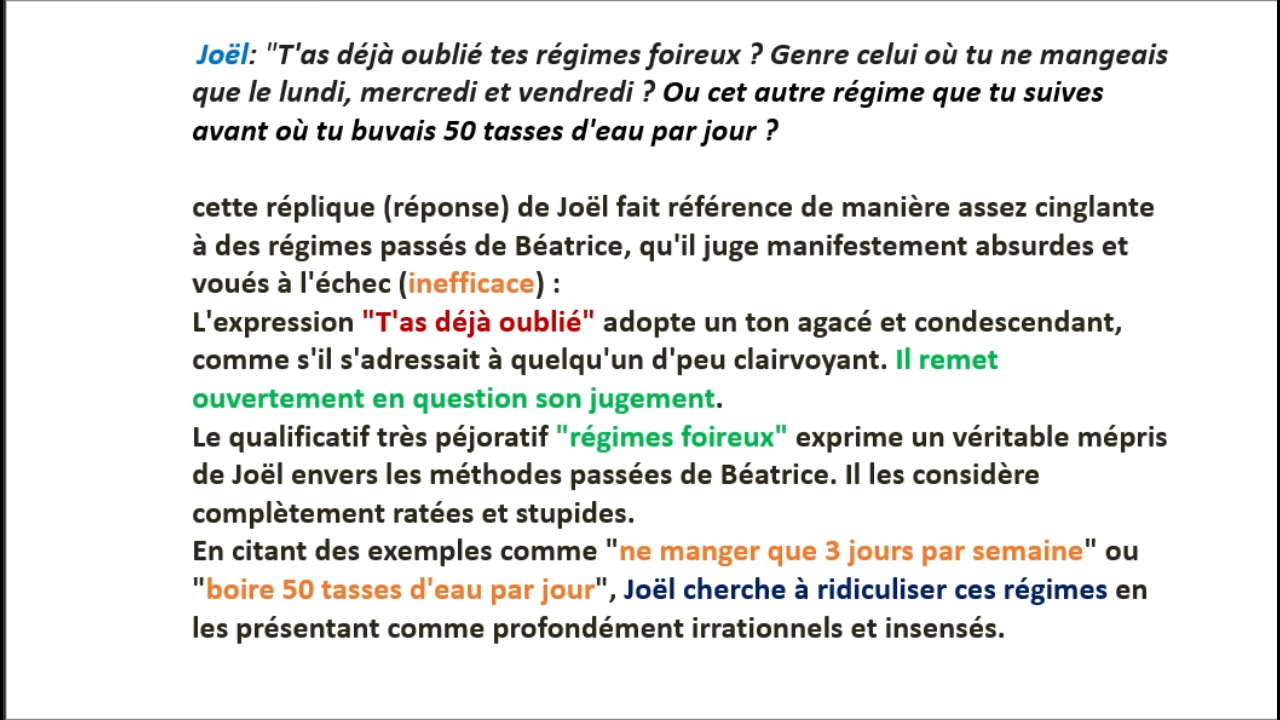 Joël: "T'as déjà oublié tes régimes foireux ? Genre celui où tu ne mangeais
que le lundi, mercredi et vendredi ? Ou cet autre régime que tu suives
avant où tu buvais 50 tasses d'eau par jour ?
cette réplique (réponse) de Joël fait référence de manière assez cinglante
à des régimes passés de Béatrice, qu'il juge manifestement absurdes et
voués à l'échec (inefficace) :
L'expression "T'as déjà oublié" adopte un ton agacé et condescendant,
comme s'il s'adressait à quelqu'un d'peu clairvoyant. Il remet
ouvertement en question son jugement.
Le qualificatif très péjoratif "régimes foireux" exprime un véritable mépris
de Joël envers les méthodes passées de Béatrice. Il les considère
complètement ratées et stupides.
En citant des exemples comme "ne manger que 3 jours par semaine" ou
"boire 50 tasses d'eau par jour", Joël cherche à ridiculiser ces régimes en
les présentant comme profondément irrationnels et insensés.